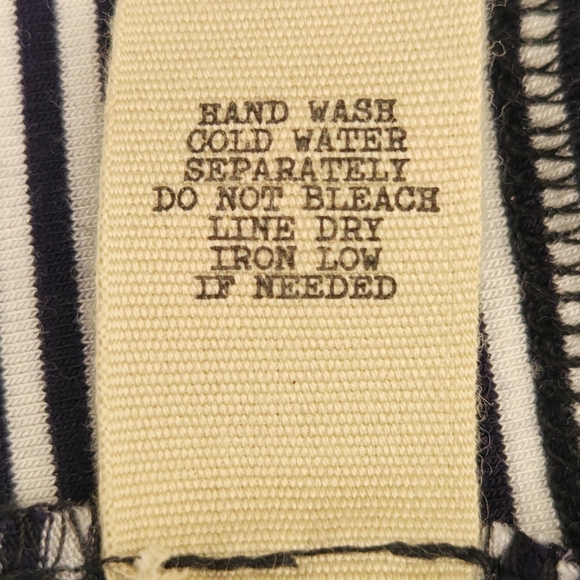 HAND WASH
COLD WATER
SEPARATELY
DO NOT BLEACH
LINE DRY
IRON LOW
IF NEEDED